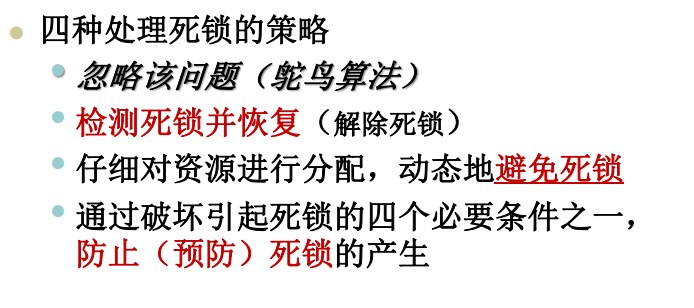 四种处理死锁的策略
忽略该问题（鸵鸟算法）
检测死锁并恢复（解除死锁）
仔细对资源进行分配，动态地避免死锁
通过破坏引起死锁的四个必要条件之一，
防止（预防）死锁的产生